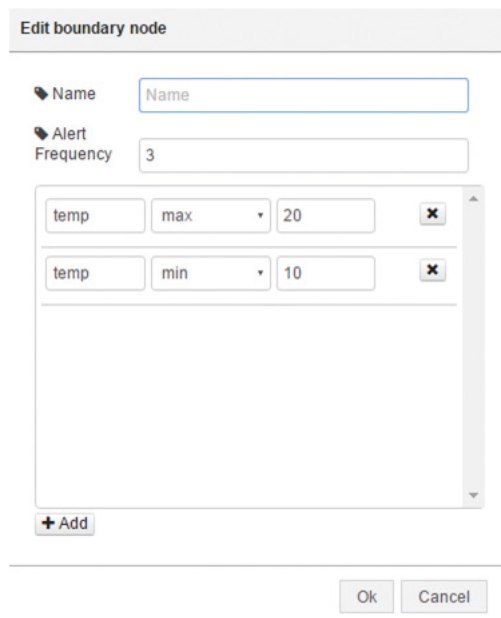 Edit boundary node
Name Name
Alert
Frequency 3
temp max 20
temp min 10
Add
Ok Cancel